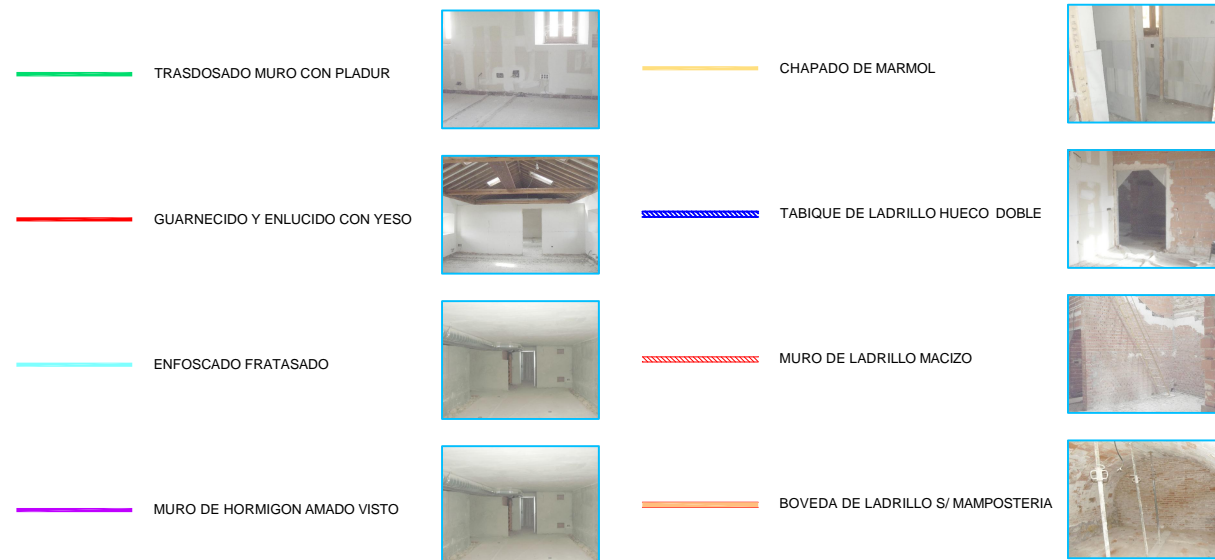 TRASDOSADO MURO CON PLADUR
GUARNECIDO Y ENLUCIDO CON YESO
ENFOSCADO FRATASADO
MURO DE HORMIGON AMADO VISTO
CHAPADO DE MARMOL
TABIQUE DE LADRILLO HUECO DOBLE
MURO DE LADRILLO MACIZO
BOVEDA DE LADRILLO S/ MAMPOSTERIA